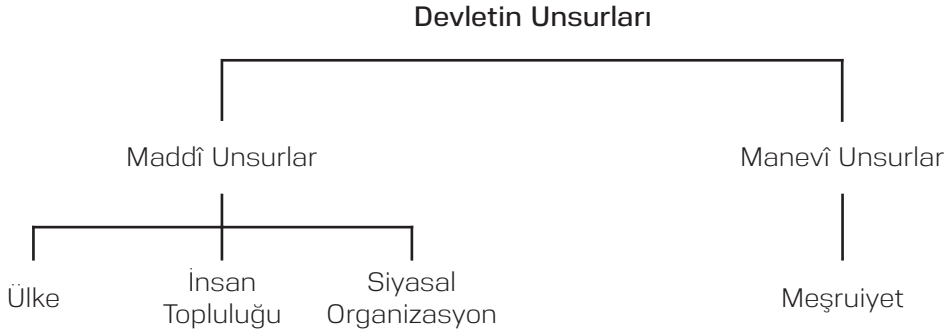 Devletin Unsurları
Maddî Unsurlar
Manevî Unsurlar
Ülke
İnsan
Topluluğu
Siyasal
Organizasyon
Meşruiyet